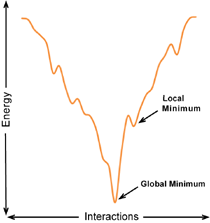 Energy
Local
Minimum
Global Minimum
Interactions